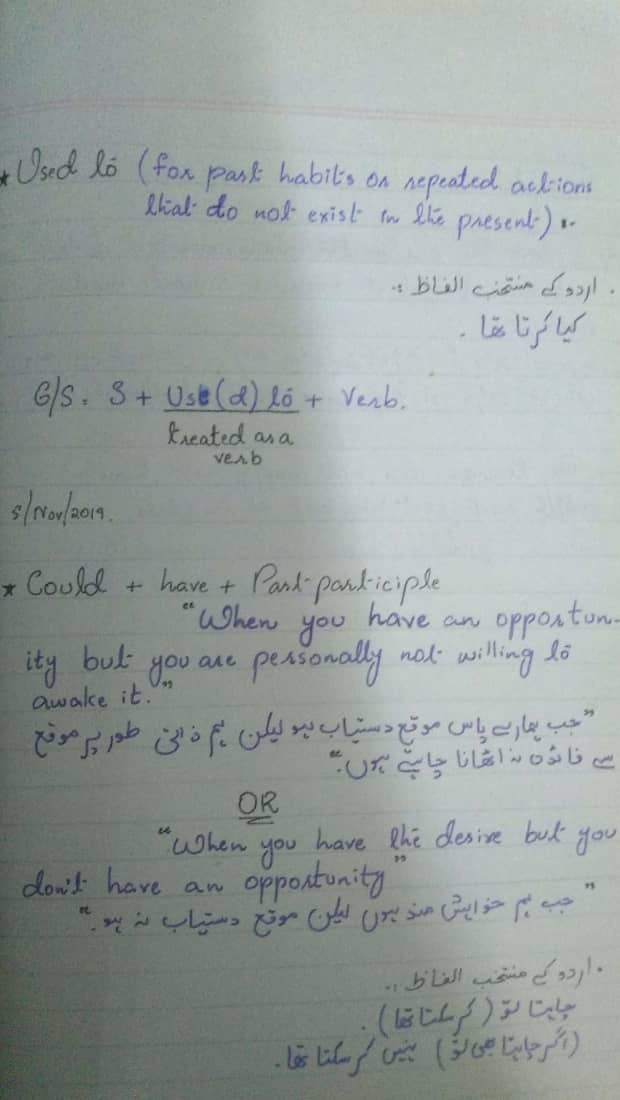 * Used to (for past habits or repeated actions
that do not exist in the present) :-
. اردو کے منتخب الفاظ :.
کیا کرتا تھا .
G/S. S + Use(d) to + Verb.
treated as a
verb
5/Nov/2019.
* Could + have + Past participle
"When you have an opportun-
ity but you are personally not willing to
awake it."
"جب ہمارے پاس موقع دستیاب ہو لیکن ہم ذاتی طور پر موقع
سے فائدہ نہ اٹھانا چاہتے ہوں."
OR
"When you have the desire but you
don't have an opportunity"
"جب ہم خواہش مند ہوں لیکن موقع دستیاب نہ ہو."
. اردو کے منتخب الفاظ :.
چاہتا تو (کر سکتا تھا) .
(اگر چاہتا بھی تو) نہیں کر سکتا تھا .